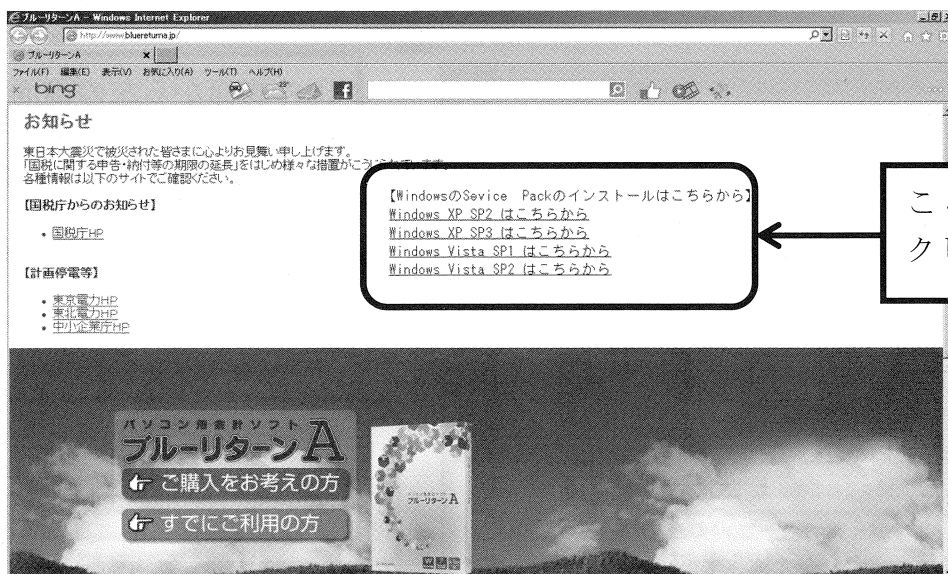 ブルーリターンA - Windows Internet Explorer
http://www.bluereturna.jp/
ブルーリターンA
ファイル(F) 編集(E) 表示(V) お気に入り(A) ツール(T) ヘルプ(H)
bing
お知らせ
東日本大震災で被災された皆さまに心よりお見舞い申し上げます。
「国税に関する申告・納付等の期限の延長」をはじめ様々な措置が
各種情報は以下のサイトでご確認ください。
【国税庁からのお知らせ】
・国税庁HP
【計画停電等】
・東京電力HP
・東北電力HP
・中小企業庁HP
【WindowsのSevice Packのインストールはこちらから】
Windows XP SP2 はこちらから
Windows XP SP3 はこちらから
Windows Vista SP1 はこちらから
Windows Vista SP2 はこちらから
パソコン用会計ソフト
ブルーリターンA
ご購入をお考えの方
すでにご利用の方
ブルーリターンA